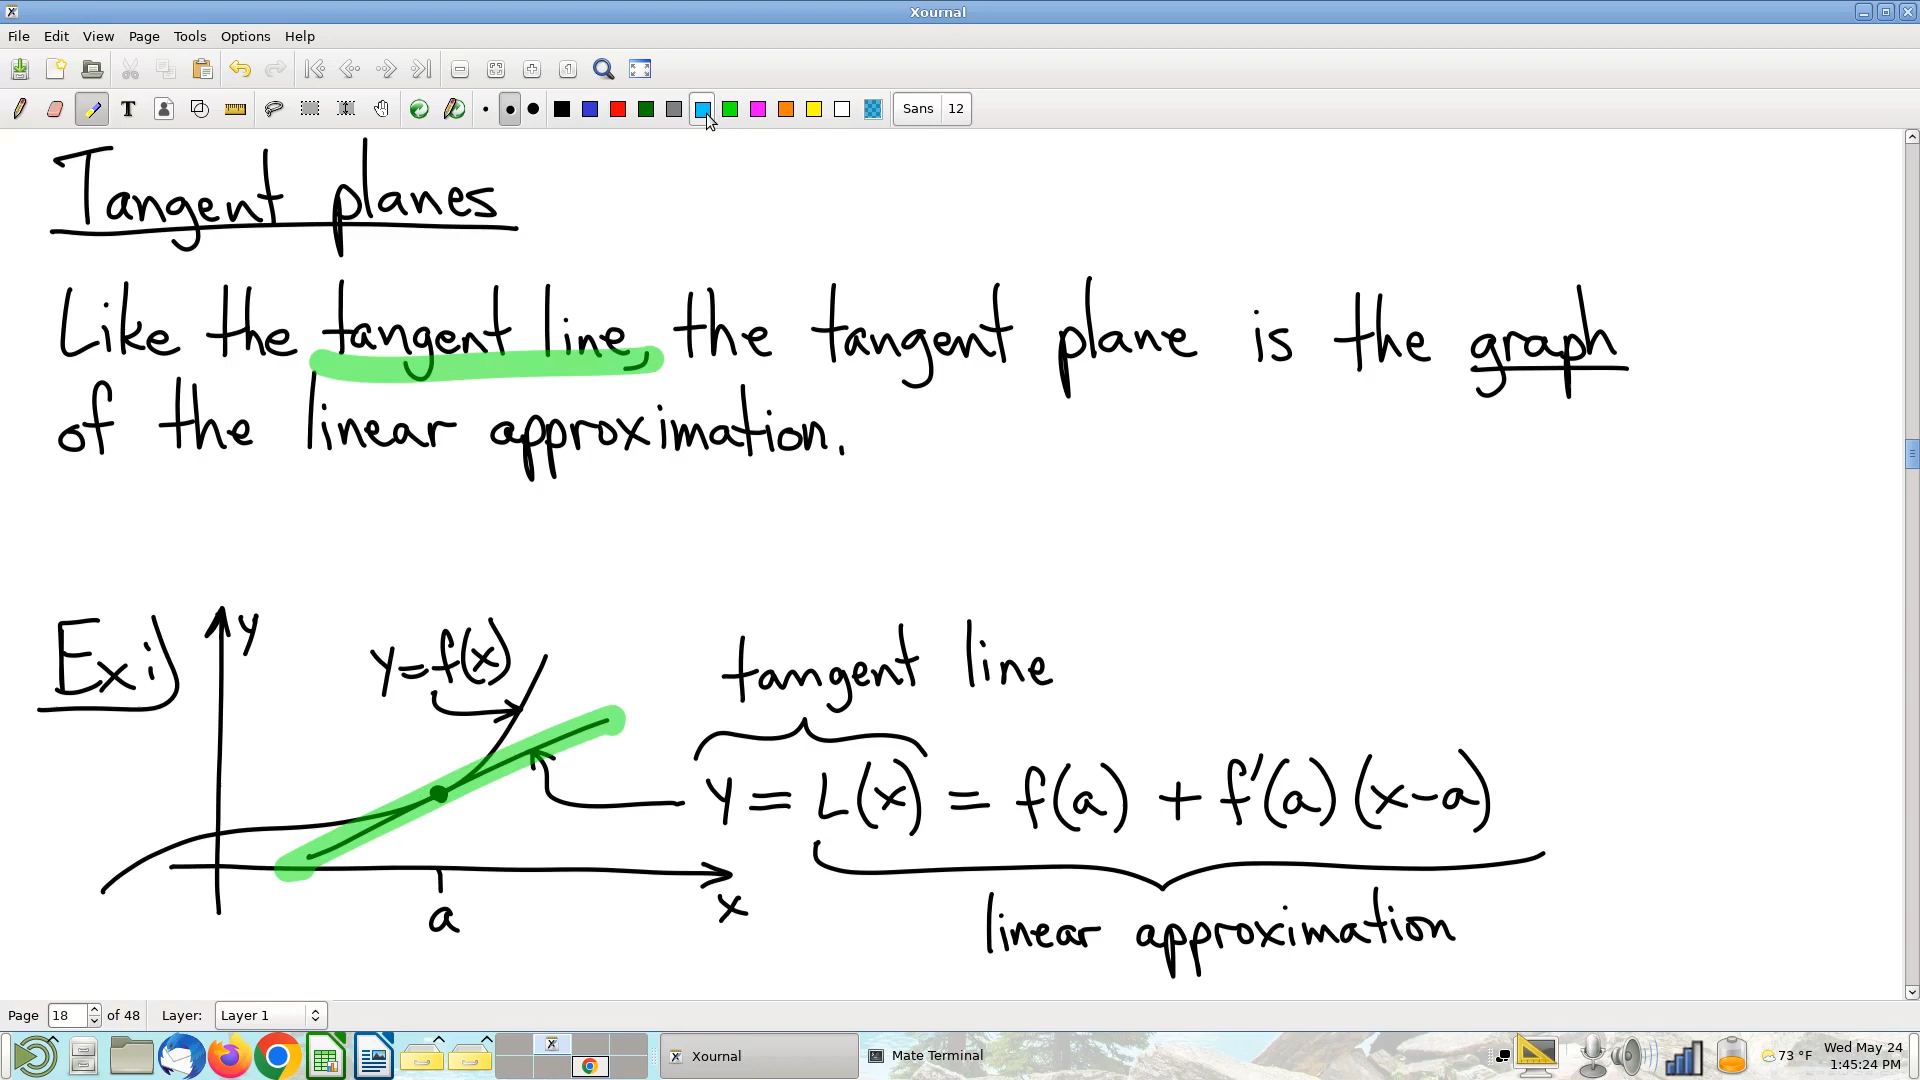 Xournal
File Edit View Page Tools Options Help
Sans 12
Tangent planes
Like the tangent line, the tangent plane is the graph
of the linear approximation.
Ex:
y
y=f(x)
tangent line
y = L(x) = f(a) + f'(a)(x-a)
a
x
linear approximation
Page 18 of 48 Layer: Layer 1
Xournal
Mate Terminal
73 °F
Wed May 24
1:45:24 PM